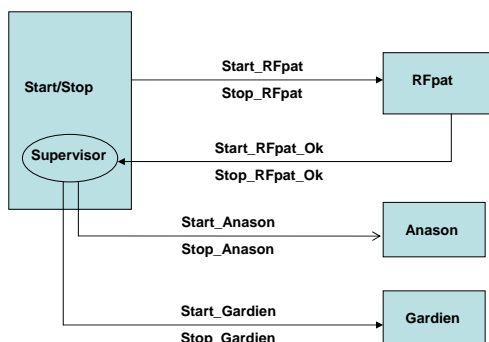 Start_RFpat
RFpat
Start/Stop
Stop_RFpat
Start_RFpat_Ok
Supervisor
Stop_RFpat_Ok
Start_Anason
Anason
Stop_Anason
Start_Gardien
Gardien
Stop_Gardien